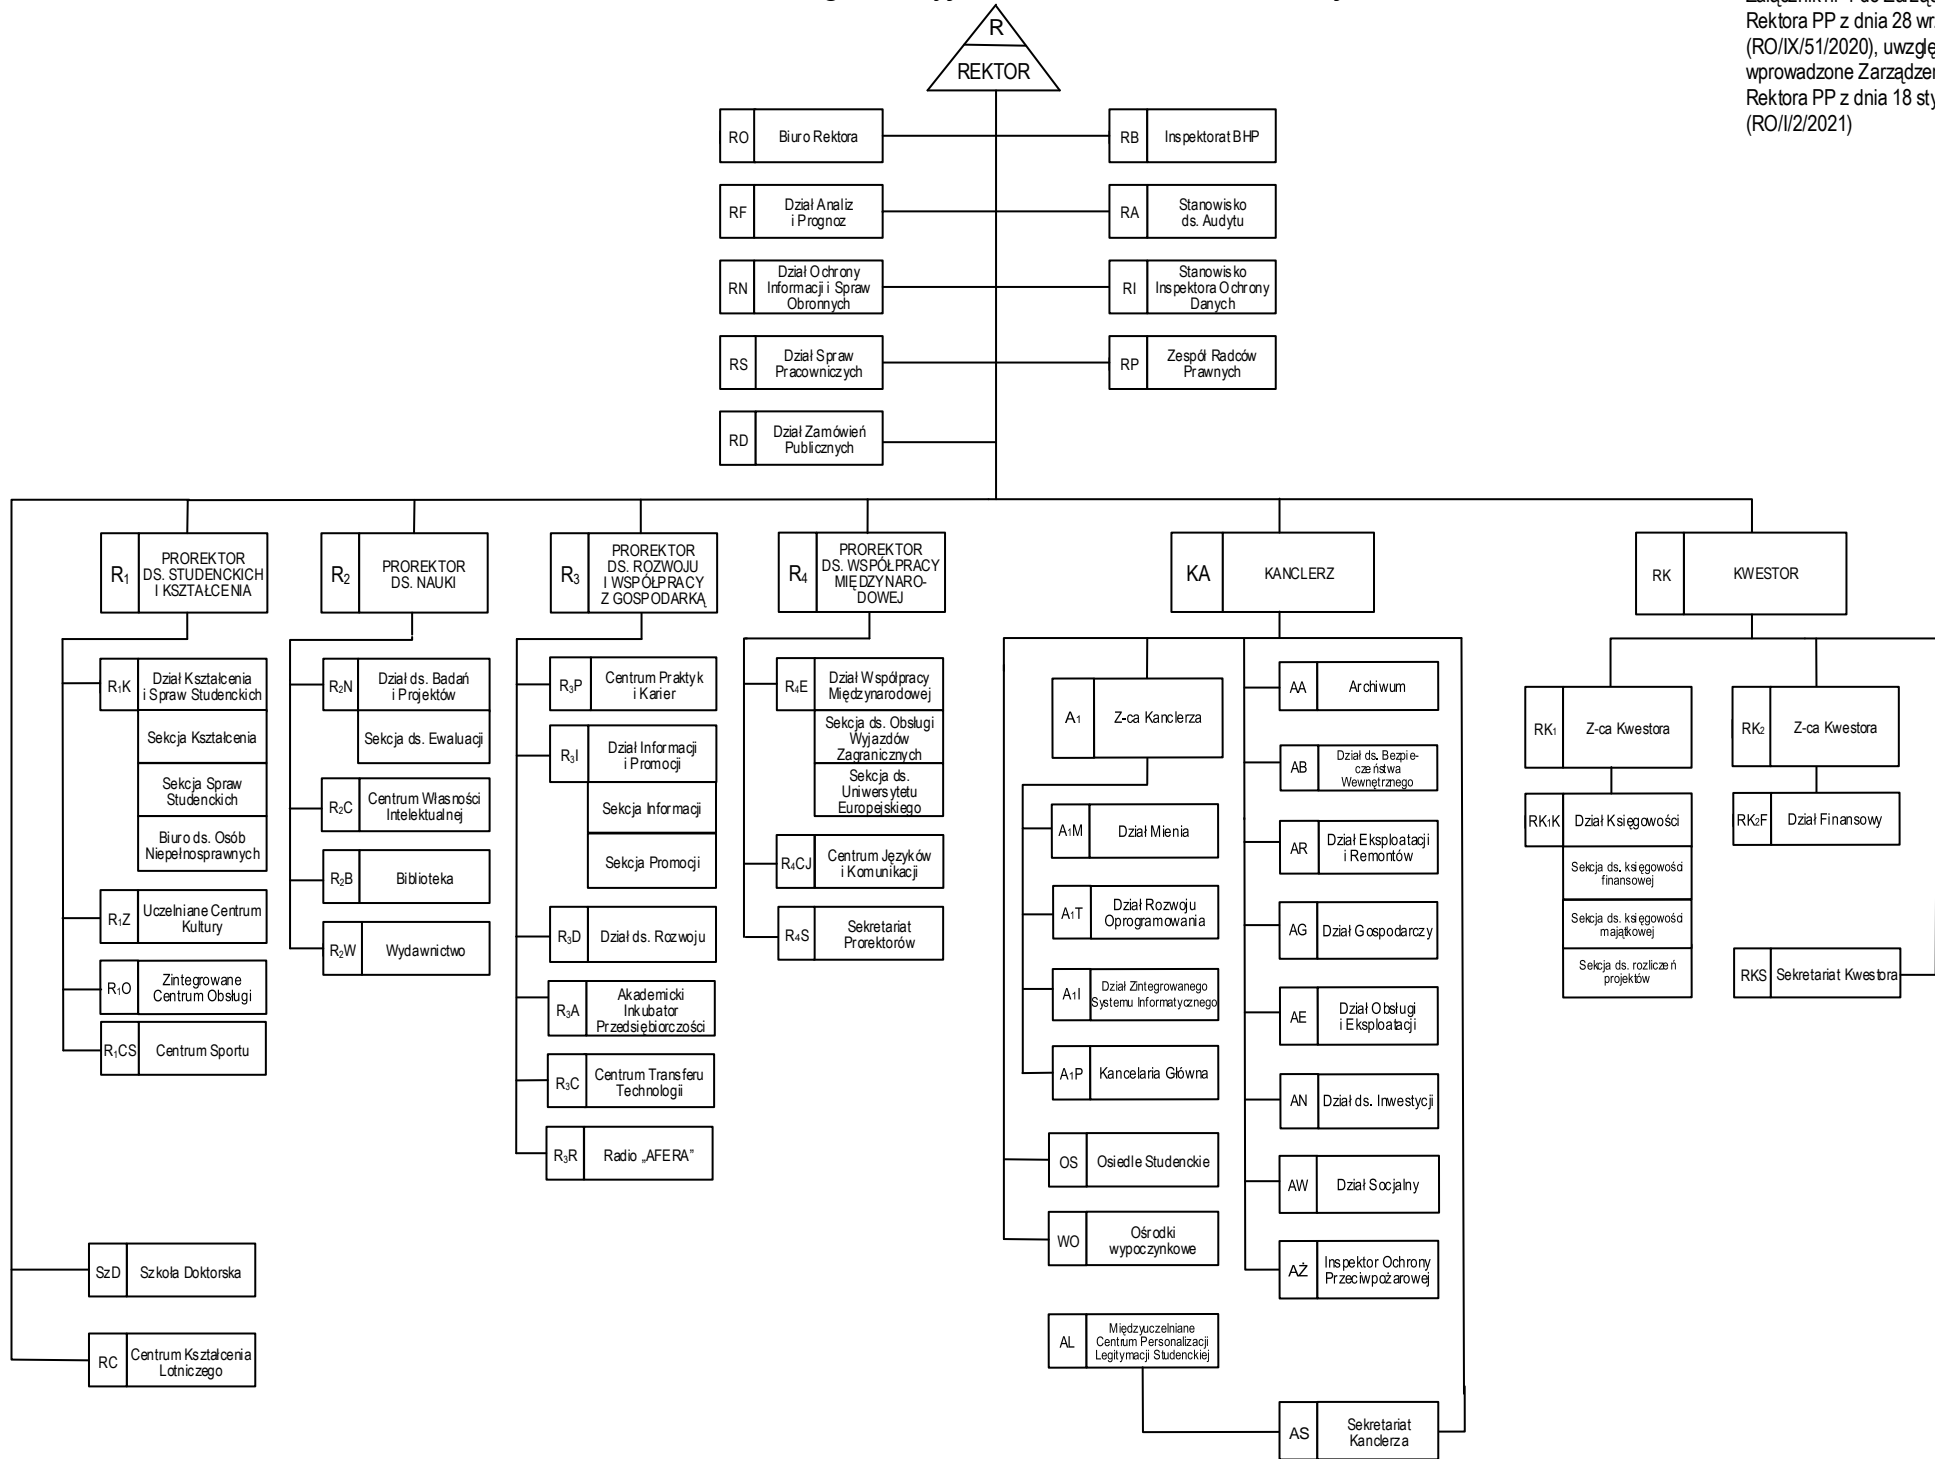 R
REKTOR
Rektora PP z dnia 28 wr
(RO/IX/51/2020), uwzglę
wprowadzone Zarządze
Rektora PP z dnia 18 sty
(RO/I/2/2021)
RO
Biuro Rektora
RB
Inspektorat BHP
RF
Dział Analiz
i Prognoz
RA
Stanowisko
ds. Audytu
RN
Dział Ochrony
Informacji i Spraw
Obronnych
RI
Stanowisko
Inspektora Ochrony
Danych
RS
Dział Spraw
Pracowniczych
RP
Zespół Radców
Prawnych
RD
Dział Zamówień
Publicznych
R1
PROREKTOR
DS. STUDENCKICH
I KSZTAŁCENIA
R2
PROREKTOR
DS. NAUKI
R3
PROREKTOR
DS. ROZWOJU
I WSPÓŁPRACY
Z GOSPODARKĄ
R4
PROREKTOR
DS. WSPÓŁPRACY
MIĘDZYNARO-
DOWEJ
KA
KANCLERZ
RK
KWESTOR
R1K
Dział Kształcenia
i Spraw Studenckich
Sekcja Kształcenia
Sekcja Spraw
Studenckich
Biuro ds. Osób
Niepełnosprawnych
R1Z
Uczelniane Centrum
Kultury
R1O
Zintegrowane
Centrum Obsługi
R1CS
Centrum Sportu
R2N
Dział ds. Badań
i Projektów
Sekcja ds. Ewaluacji
R2C
Centrum Własności
Intelektualnej
R2B
Biblioteka
R2W
Wydawnictwo
R3P
Centrum Praktyk
i Karier
R3I
Dział Informacji
i Promocji
Sekcja Informacji
Sekcja Promocji
R3D
Dział ds. Rozwoju
R3A
Akademicki
Inkubator
Przedsiębiorczości
R3C
Centrum Transferu
Technologii
R3R
Radio „AFERA”
R4E
Dział Współpracy
Międzynarodowej
Sekcja ds. Obsługi
Wyjazdów
Zagranicznych
Sekcja ds.
Uniwersytetu
Europejskiego
R4CJ
Centrum Języków
i Komunikacji
R4S
Sekretariat
Prorektorów
A1
Z-ca Kanclerza
A1M
Dział Mienia
A1T
Dział Rozwoju
Oprogramowania
A1I
Dział Zintegrowanego
Systemu Informatycznego
A1P
Kancelaria Główna
OS
Osiedle Studenckie
WO
Ośrodki
wypoczynkowe
AL
Międzyuczelniane
Centrum Personalizacji
Legitymacji Studenckiej
AA
Archiwum
AB
Dział ds. Bezpie-
czeństwa
Wewnętrznego
AR
Dział Eksploatacji
i Remontów
AG
Dział Gospodarczy
AE
Dział Obsługi
i Eksploatacji
AN
Dział ds. Inwestycji
AW
Dział Socjalny
AŻ
Inspektor Ochrony
Przeciwpożarowej
AS
Sekretariat
Kanclerza
RK1
Z-ca Kwestora
RK1K
Dział Księgowości
Sekcja ds. księgowości
finansowej
Sekcja ds. księgowości
majątkowej
Sekcja ds. rozliczeń
projektów
RK2
Z-ca Kwestora
RK2F
Dział Finansowy
RKS
Sekretariat Kwestora
SzD
Szkoła Doktorska
RC
Centrum Kształcenia
Lotniczego